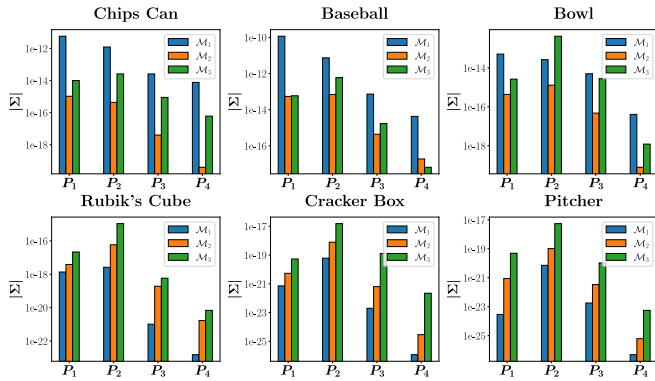 Chips Can
|Σ|
1e-12
1e-14
1e-16
1e-18
M₁
M₂
M₃
P₁ P₂ P₃ P₄
Baseball
|Σ|
1e-10
1e-12
1e-14
1e-16
M₁
M₂
M₃
P₁ P₂ P₃ P₄
Bowl
|Σ|
1e-14
1e-16
1e-18
M₁
M₂
M₃
P₁ P₂ P₃ P₄
Rubik's Cube
|Σ|
1e-16
1e-18
1e-20
1e-22
M₁
M₂
M₃
P₁ P₂ P₃ P₄
Cracker Box
|Σ|
1e-17
1e-19
1e-21
1e-23
1e-25
M₁
M₂
M₃
P₁ P₂ P₃ P₄
Pitcher
|Σ|
1e-17
1e-19
1e-21
1e-23
1e-25
M₁
M₂
M₃
P₁ P₂ P₃ P₄